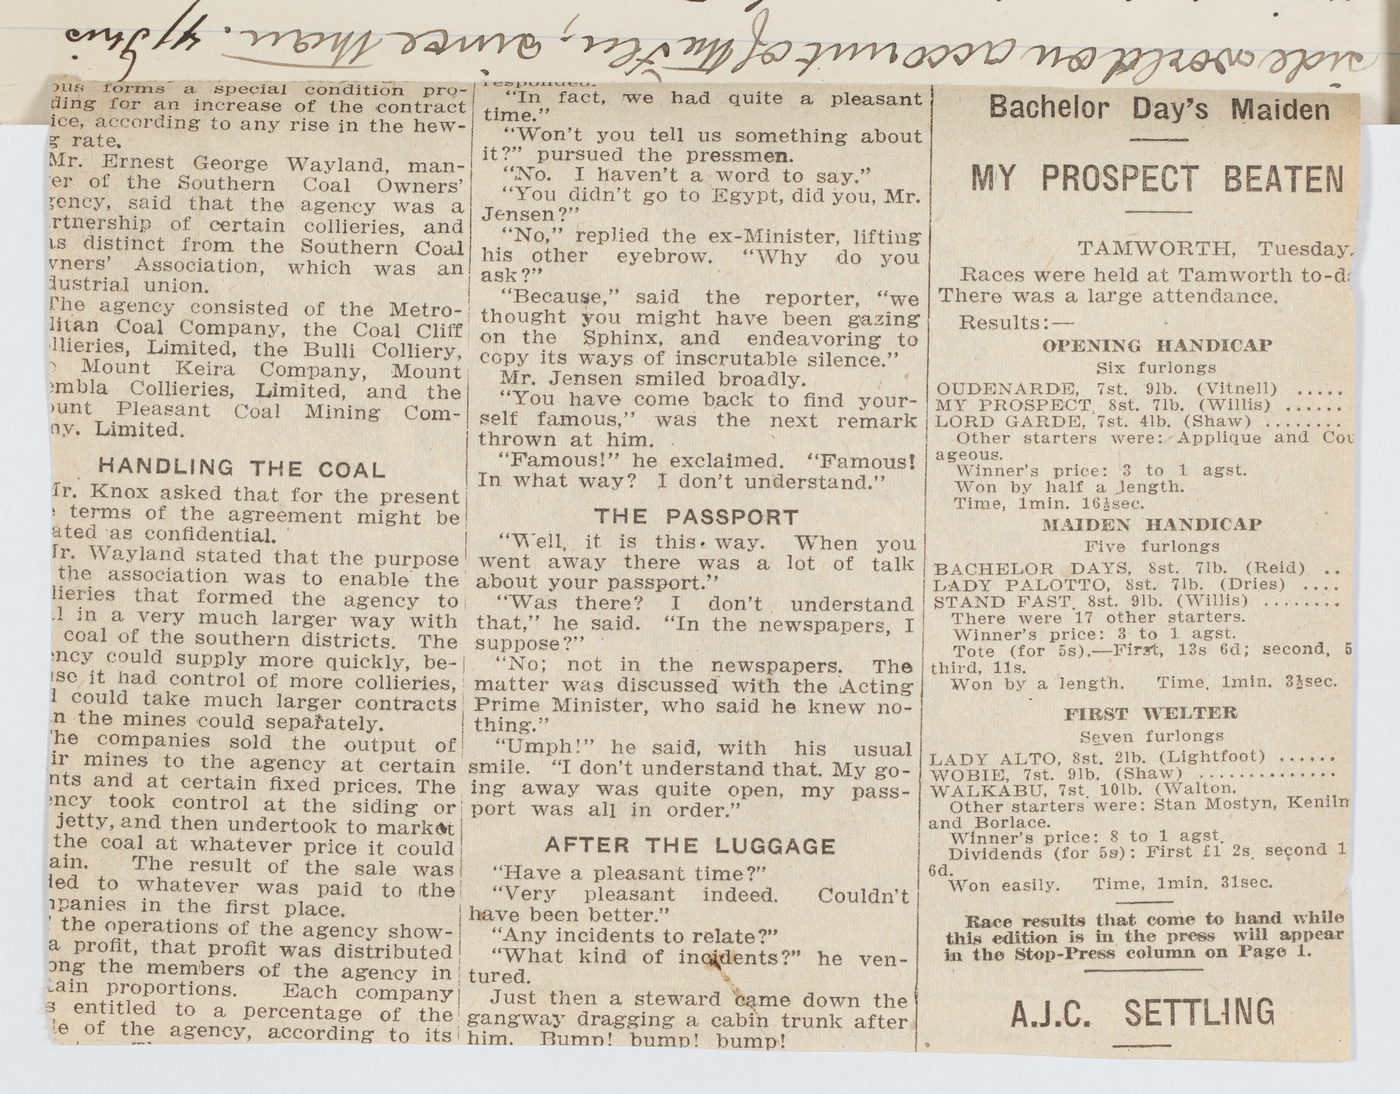 side world on account of the
since then.
ous forms a special condition pro-
ding for an increase of the contract
ice, according to any rise in the hew-
g rate.
Mr. Ernest George Wayland, man-
er of the Southern Coal Owners'
gency, said that the agency was a
rtnership of certain collieries, and
as distinct from the Southern Coal
wners' Association, which was an
dustrial union.
The agency consisted of the Metro-
litan Coal Company, the Coal Cliff
llieries, Limited, the Bulli Colliery,
Mount Keira Company, Mount
embla Collieries, Limited, and the
ount Pleasant Coal Mining Com-
ny. Limited.
HANDLING THE COAL
Mr. Knox asked that for the present
terms of the agreement might be
ated as confidential.
Mr. Wayland stated that the purpose
the association was to enable the
lieries that formed the agency to
l in a very much larger way with
coal of the southern districts. The
ency could supply more quickly, be-
use it had control of more collieries,
d could take much larger contracts
n the mines could separately.
The companies sold the output of
ir mines to the agency at certain
nts and at certain fixed prices. The
ency took control at the siding or
jetty, and then undertook to market
the coal at whatever price it could
ain. The result of the sale was
ded to whatever was paid to the
mpanies in the first place.
f the operations of the agency show-
a profit, that profit was distributed
ong the members of the agency in
tain proportions. Each company
s entitled to a percentage of the
le of the agency, according to its
responded.
"In fact, we had quite a pleasant
time."
"Won't you tell us something about
it?" pursued the pressmen.
"No. I haven't a word to say."
"You didn't go to Egypt, did you, Mr.
Jensen?"
"No," replied the ex-Minister, lifting
his other eyebrow. "Why do you
ask?"
"Because," said the reporter, "we
thought you might have been gazing
on the Sphinx, and endeavoring to
copy its ways of inscrutable silence."
Mr. Jensen smiled broadly.
"You have come back to find your-
self famous," was the next remark
thrown at him.
"Famous!" he exclaimed. "Famous!
In what way? I don't understand."
THE PASSPORT
"Well, it is this way. When you
went away there was a lot of talk
about your passport."
"Was there? I don't understand
that," he said. "In the newspapers, I
suppose?"
"No; not in the newspapers. The
matter was discussed with the Acting
Prime Minister, who said he knew no-
thing."
"Umph!" he said, with his usual
smile. "I don't understand that. My go-
ing away was quite open, my pass-
port was all in order."
AFTER THE LUGGAGE
"Have a pleasant time?"
"Very pleasant indeed. Couldn't
have been better."
"Any incidents to relate?"
"What kind of incidents?" he ven-
tured.
Just then a steward came down the
gangway dragging a cabin trunk after
him. Bump! bump! bump!
Bachelor Day's Maiden
MY PROSPECT BEATEN
TAMWORTH, Tuesday.
Races were held at Tamworth to-da
There was a large attendance.
Results:—
OPENING HANDICAP
Six furlongs
OUDENARDE, 7st. 9lb. (Vitnell) .....
MY PROSPECT, 8st. 7lb. (Willis) ......
LORD GARDE, 7st. 4lb. (Shaw) ........
Other starters were: Applique and Cou
ageous.
Winner's price: 3 to 1 agst.
Won by half a length.
Time, 1min. 16½sec.
MAIDEN HANDICAP
Five furlongs
BACHELOR DAYS, 8st. 7lb. (Reid) ..
LADY PALOTTO, 8st. 7lb. (Dries) ....
STAND FAST, 8st. 9lb. (Willis) ........
There were 17 other starters.
Winner's price: 3 to 1 agst.
Tote (for 5s).—First, 13s 6d; second, 5
third, 11s.
Won by a length. Time, 1min. 3½sec.
FIRST WELTER
Seven furlongs
LADY ALTO, 8st. 2lb. (Lightfoot) ......
WOBIE, 7st. 9lb. (Shaw) ..............
WALKABU, 7st. 10lb. (Walton.
Other starters were: Stan Mostyn, Keniln
and Borlace.
Winner's price: 8 to 1 agst.
Dividends (for 5s): First £1 2s, second 1
6d.
Won easily. Time, 1min. 31sec.
Race results that come to hand while
this edition is in the press will appear
in the Stop-Press column on Page 1.
A.J.C. SETTLING